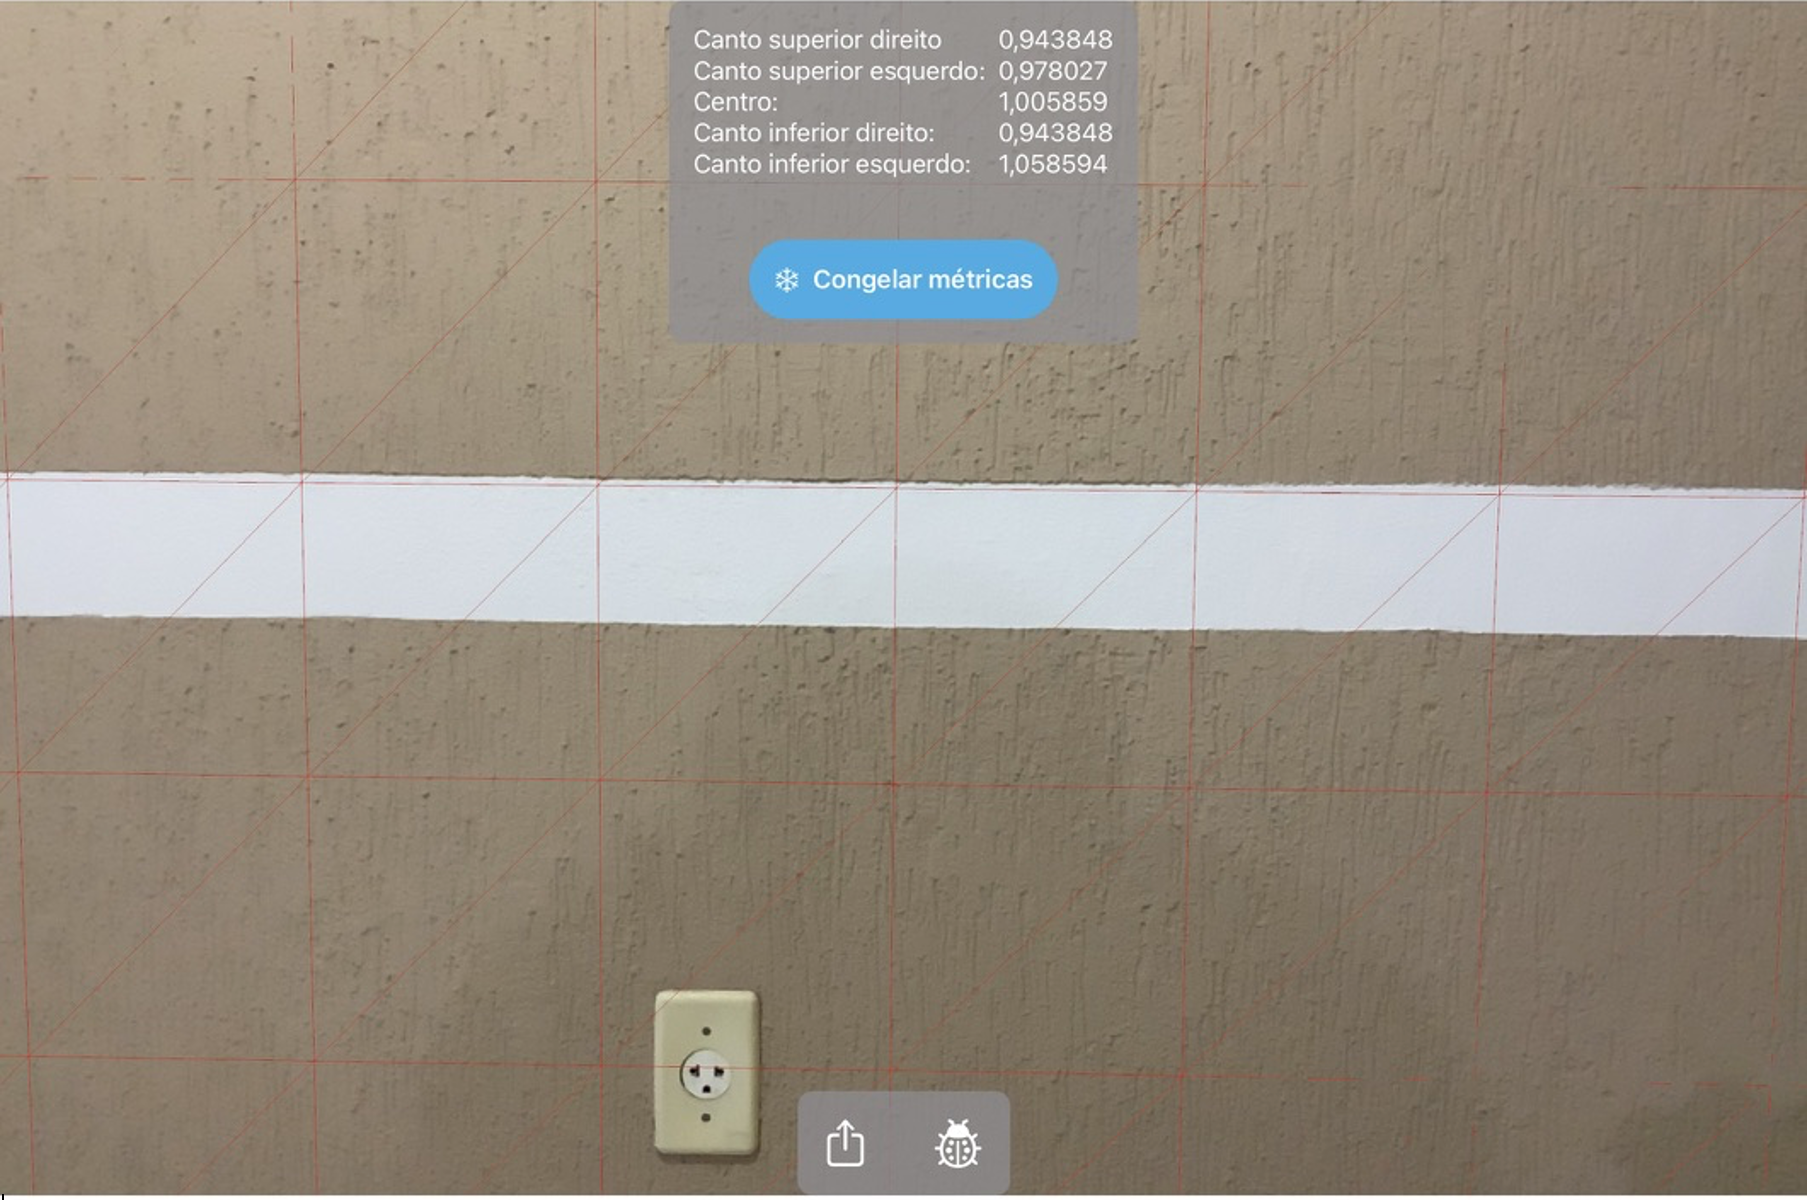 Canto superior direito 0,943848
Canto superior esquerdo: 0,978027
Centro: 1,005859
Canto inferior direito: 0,943848
Canto inferior esquerdo: 1,058594
Congelar métricas